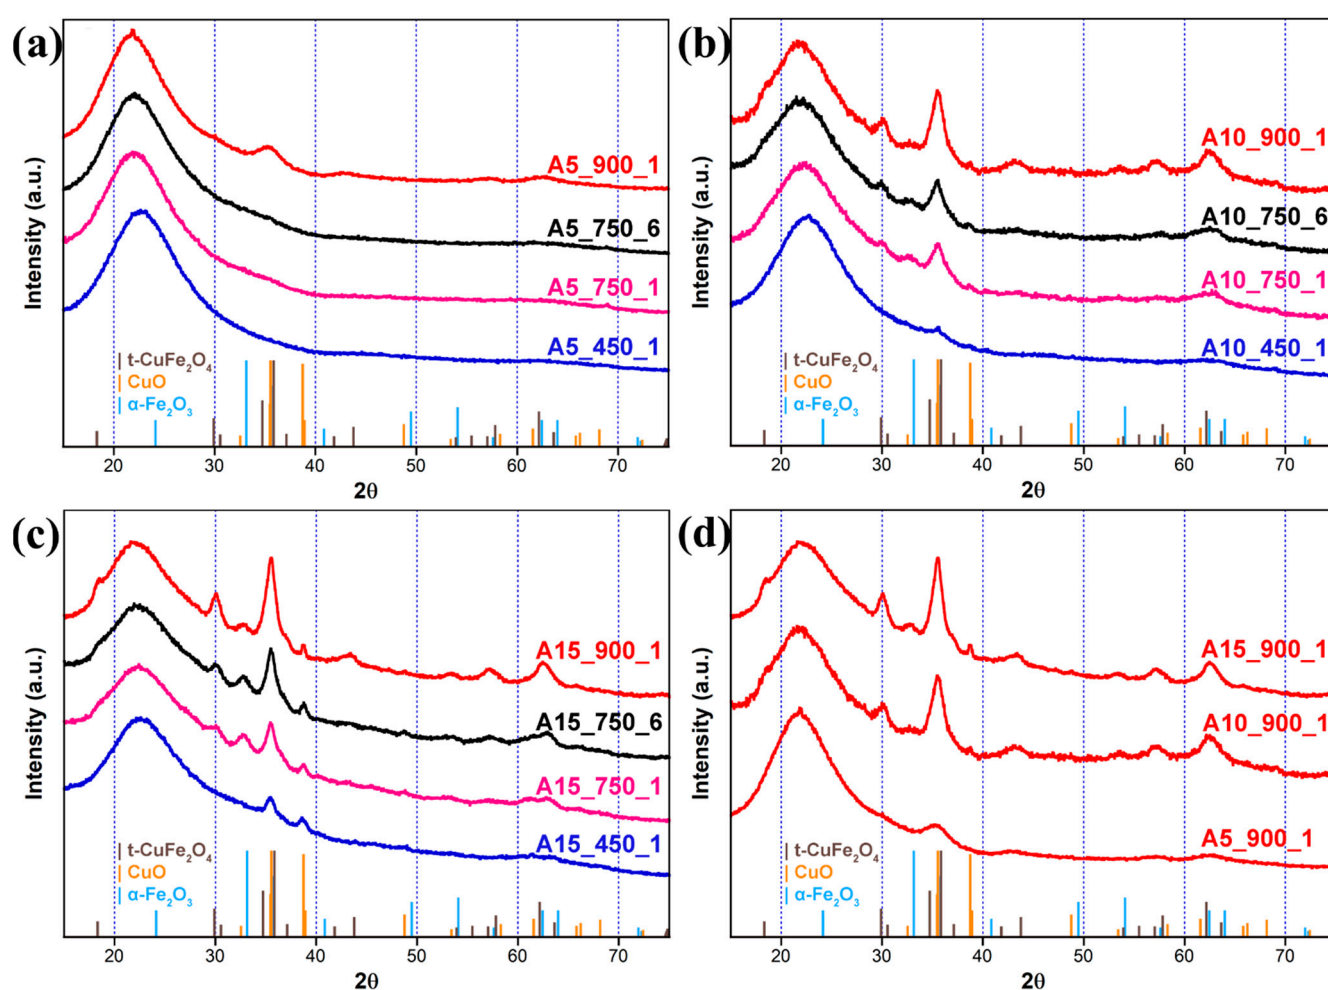 (a)
Intensity (a.u.)
A5_900_1
A5_750_6
A5_750_1
A5_450_1
t-CuFe₂O₄
CuO
α-Fe₂O₃
20 30 40 50 60 70
2θ
(b)
Intensity (a.u.)
A10_900_1
A10_750_6
A10_750_1
A10_450_1
t-CuFe₂O₄
CuO
α-Fe₂O₃
20 30 40 50 60 70
2θ
(c)
Intensity (a.u.)
A15_900_1
A15_750_6
A15_750_1
A15_450_1
t-CuFe₂O₄
CuO
α-Fe₂O₃
20 30 40 50 60 70
2θ
(d)
Intensity (a.u.)
A15_900_1
A10_900_1
A5_900_1
t-CuFe₂O₄
CuO
α-Fe₂O₃
20 30 40 50 60 70
2θ